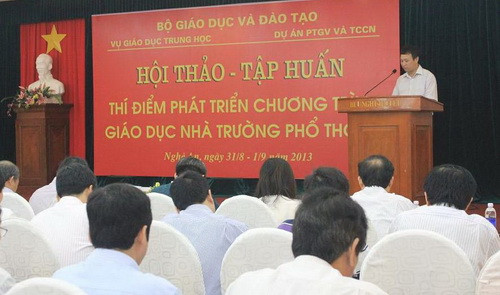 BỘ GIÁO DỤC VÀ ĐÀO TẠO
VỤ GIÁO DỤC TRUNG HỌC DỰ ÁN PTGV VÀ TCCN
HỘI THẢO - TẬP HUẤN
THÍ ĐIỂM PHÁT TRIỂN CHƯƠNG
GIÁO DỤC NHÀ TRƯỜNG PHỔ
Nghệ An, ngày 31/8 - 1/9 năm 2013